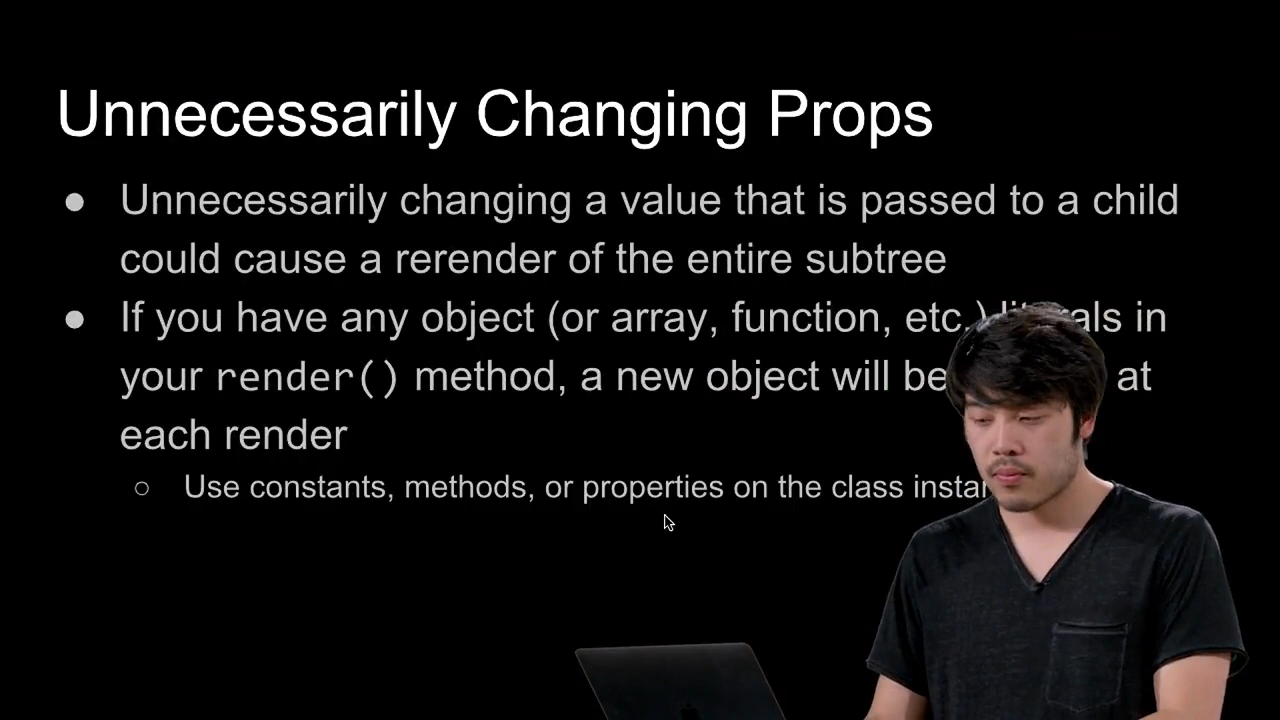 Unnecessarily Changing Props
● Unnecessarily changing a value that is passed to a child
could cause a rerender of the entire subtree
● If you have any object (or array, function, etc.) literals in
your render() method, a new object will be at
each render
○ Use constants, methods, or properties on the class